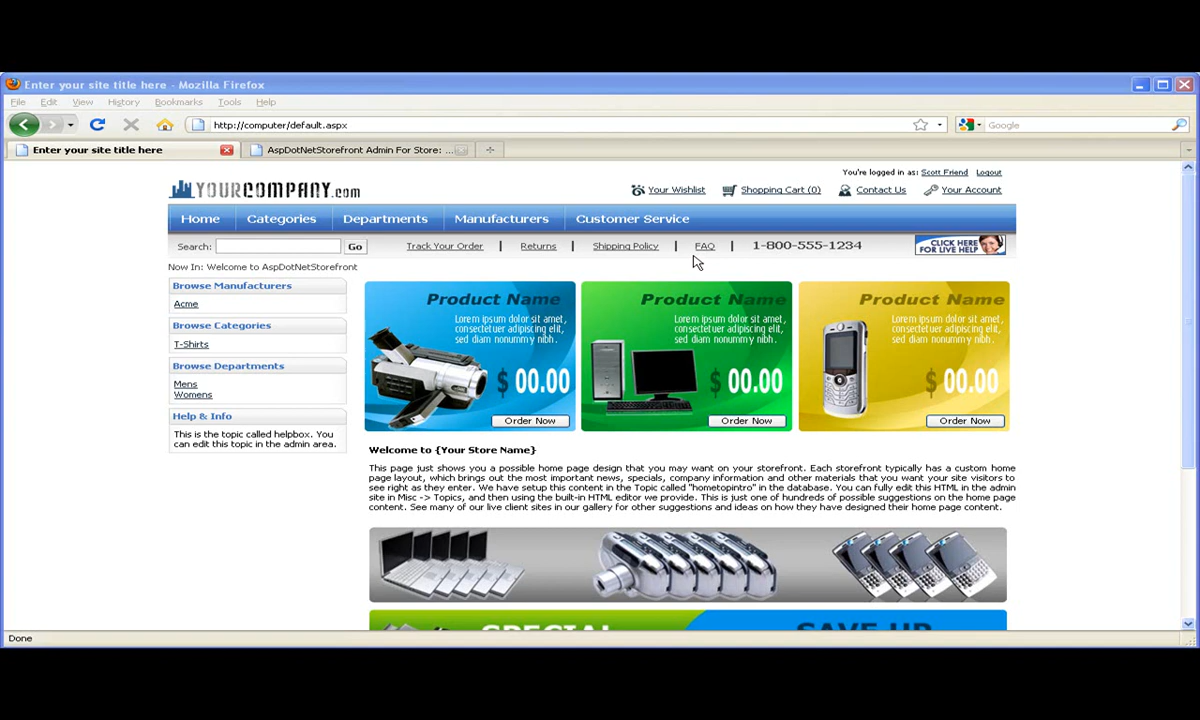 Enter your site title here - Mozilla Firefox
File Edit View History Bookmarks Tools Help
http://computer/default.aspx
Google
Enter your site title here
AspDotNetStorefront Admin For Store: ...
You're logged in as: Scott Friend Logout
YOURCOMPANY.com
Your Wishlist Shopping Cart (0) Contact Us Your Account
Home Categories Departments Manufacturers Customer Service
Search: Go Track Your Order | Returns | Shipping Policy | FAQ | 1-800-555-1234
CLICK HERE
FOR LIVE HELP
Now In: Welcome to AspDotNetStorefront
Browse Manufacturers
Acme
Browse Categories
T-Shirts
Browse Departments
Mens
Womens
Help & Info
This is the topic called helpbox. You
can edit this topic in the admin area.
Product Name
Lorem ipsum dolor sit amet,
consectetuer adipiscing elit,
sed diam nonummy nibh.
$ 00.00
Order Now
Product Name
Lorem ipsum dolor sit amet,
consectetuer adipiscing elit,
sed diam nonummy nibh.
$ 00.00
Order Now
Product Name
Lorem ipsum dolor sit amet,
consectetuer adipiscing elit,
sed diam nonummy nibh.
$ 00.00
Order Now
Welcome to {Your Store Name}
This page just shows you a possible home page design that you may want on your storefront. Each storefront typically has a custom home
page layout, which brings out the most important news, specials, company information and other materials that you want your site visitors to
see right as they enter. We have setup this content in the Topic called "hometopintro" in the database. You can fully edit this HTML in the admin
site in Misc -> Topics, and then using the built-in HTML editor we provide. This is just one of hundreds of possible suggestions on the home page
content. See many of our live client sites in our gallery for other suggestions and ideas on how they have designed their home page content.
SPECIAL
SAVE UP
Done